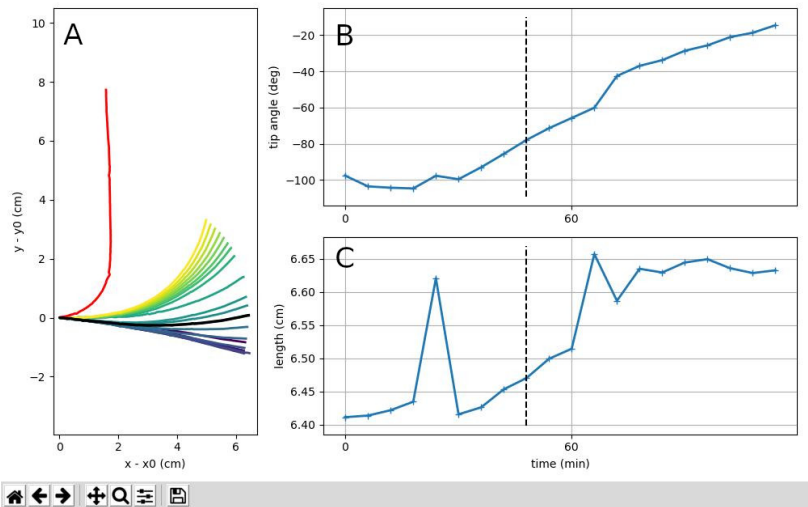 A
10
8
6
4
2
0
−2
y - y0 (cm)
0 2 4 6
x - x0 (cm)
B
−20
−40
−60
−80
−100
tip angle (deg)
0 60
C
6.65
6.60
6.55
6.50
6.45
6.40
length (cm)
0 60
time (min)